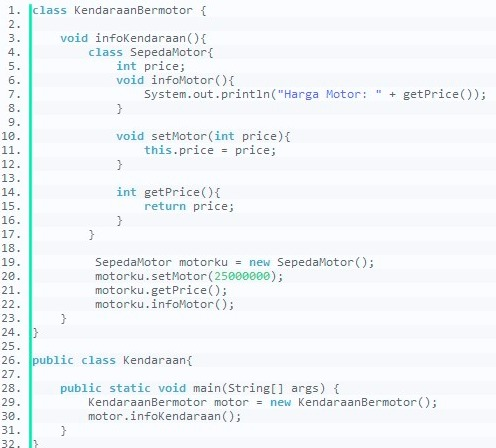 1. class KendaraanBermotor {
2.
3.     void infoKendaraan(){
4.         class SepedaMotor{
5.             int price;
6.             void infoMotor(){
7.                 System.out.println("Harga Motor: " + getPrice());
8.             }
9.
10.             void setMotor(int price){
11.                 this.price = price;
12.             }
13.
14.             int getPrice(){
15.                 return price;
16.             }
17.         }
18.
19.          SepedaMotor motorku = new SepedaMotor();
20.          motorku.setMotor(25000000);
21.          motorku.getPrice();
22.          motorku.infoMotor();
23.     }
24. }
25.
26. public class Kendaraan{
27.
28.     public static void main(String[] args) {
29.         KendaraanBermotor motor = new KendaraanBermotor();
30.         motor.infoKendaraan();
31.     }
32. }